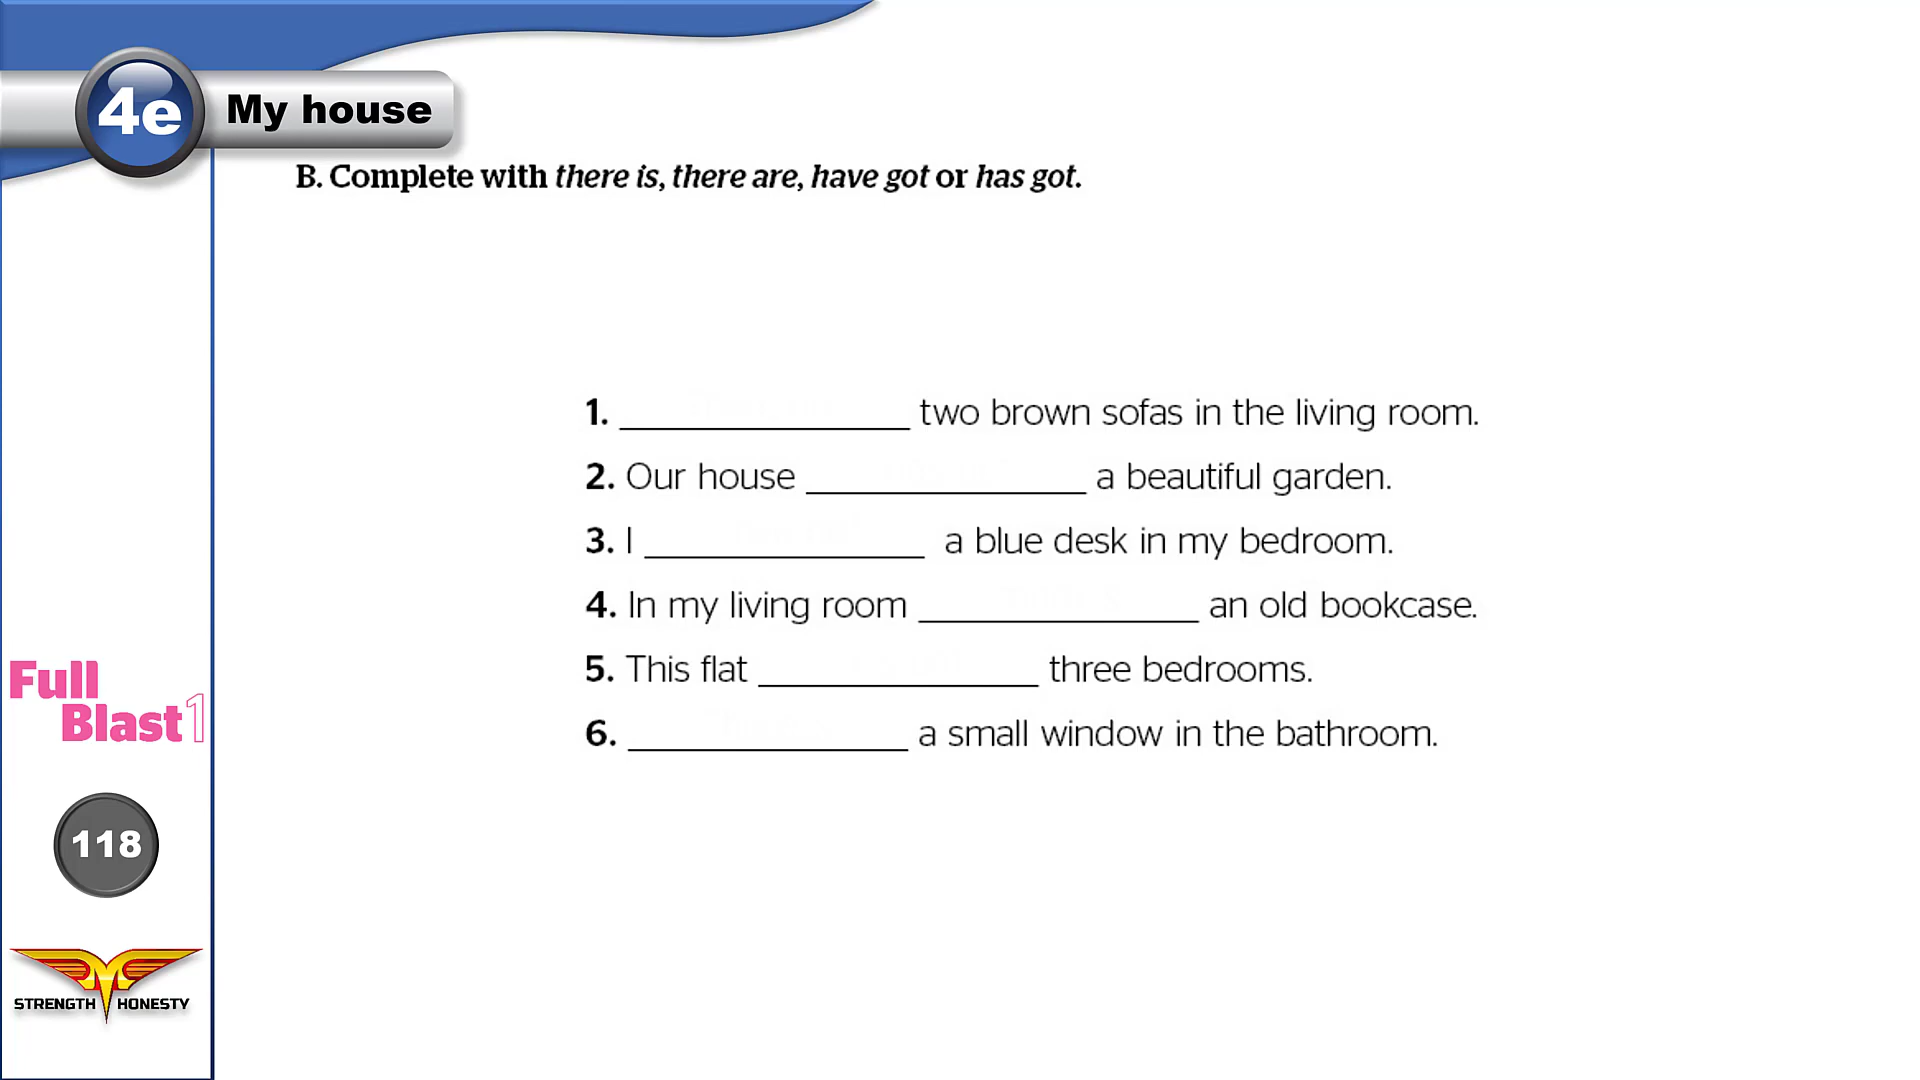 4e My house
B. Complete with there is, there are, have got or has got.
1. ______________ two brown sofas in the living room.
2. Our house ______________ a beautiful garden.
3. I ______________ a blue desk in my bedroom.
4. In my living room ______________ an old bookcase.
5. This flat ______________ three bedrooms.
6. ______________ a small window in the bathroom.
Full
Blast1
118
STRENGTH HONESTY